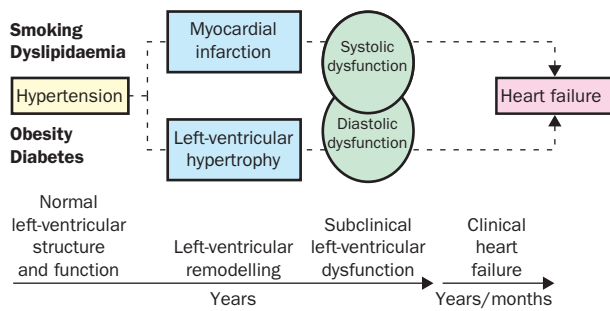 Smoking
Dyslipidaemia
Hypertension
Obesity
Diabetes
Myocardial
infarction
Left-ventricular
hypertrophy
Systolic
dysfunction
Diastolic
dysfunction
Heart failure
Normal
left-ventricular
structure
and function
Left-ventricular
remodelling
Subclinical
left-ventricular
dysfunction
Clinical
heart
failure
Years
Years/months